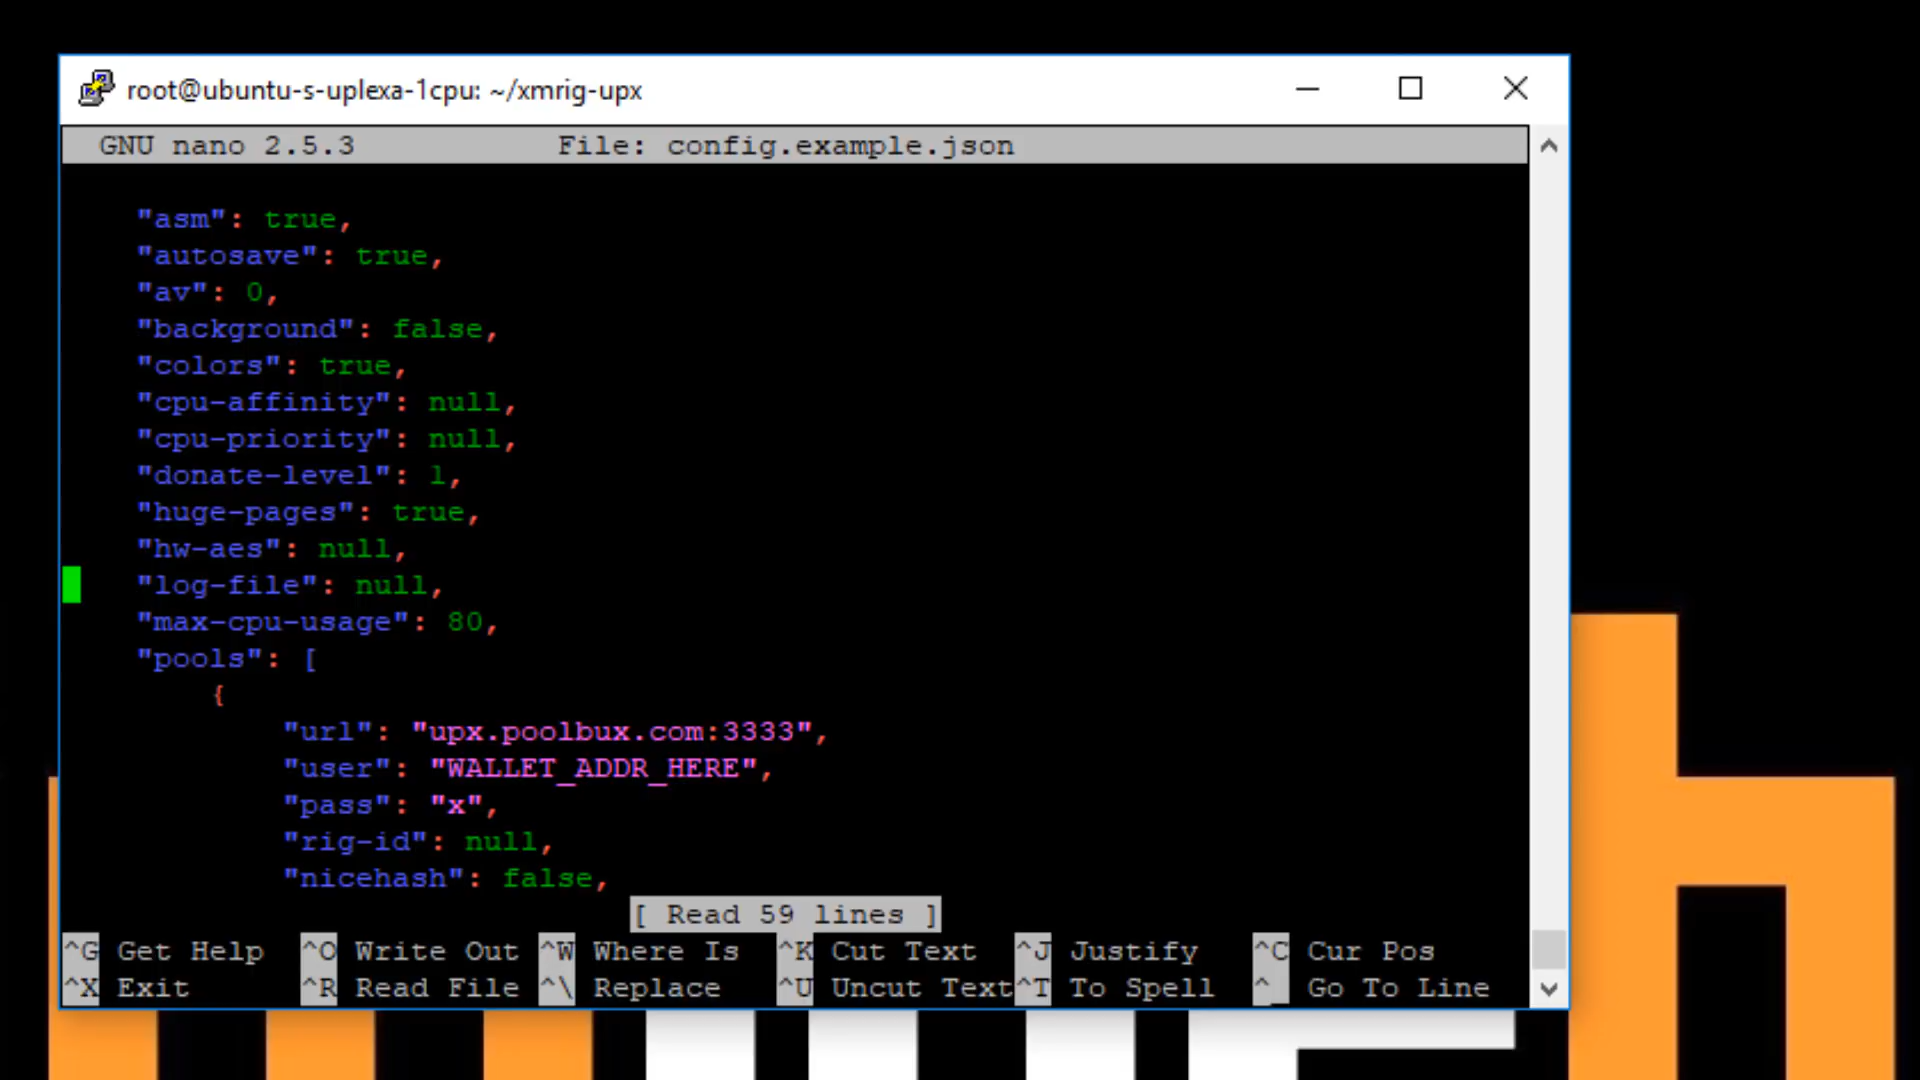 root@ubuntu-s-uplexa-1cpu: ~/xmrig-upx
GNU nano 2.5.3 File: config.example.json
"asm": true,
"autosave": true,
"av": 0,
"background": false,
"colors": true,
"cpu-affinity": null,
"cpu-priority": null,
"donate-level": 1,
"huge-pages": true,
"hw-aes": null,
"log-file": null,
"max-cpu-usage": 80,
"pools": [
{
"url": "upx.poolbux.com:3333",
"user": "WALLET_ADDR_HERE",
"pass": "x",
"rig-id": null,
"nicehash": false,
[ Read 59 lines ]
^G Get Help ^O Write Out ^W Where Is ^K Cut Text ^J Justify ^C Cur Pos
^X Exit ^R Read File ^\ Replace ^U Uncut Text ^T To Spell ^_ Go To Line